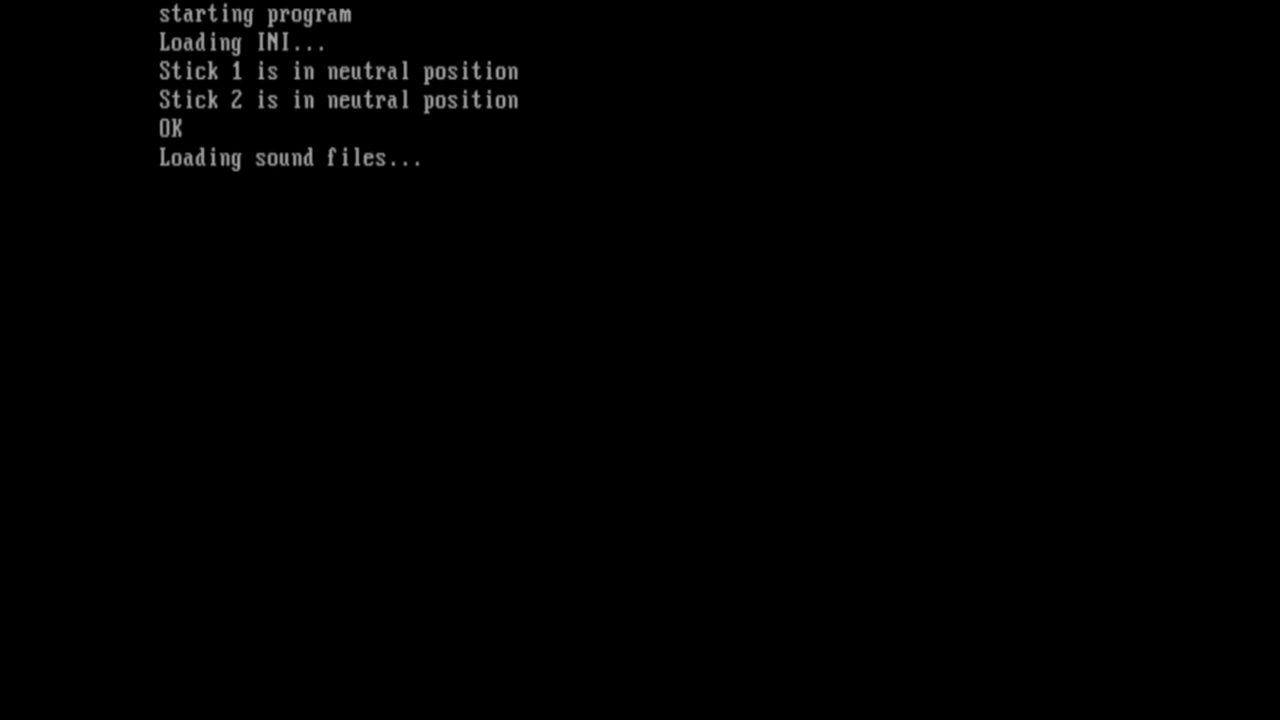 starting program
Loading INI...
Stick 1 is in neutral position
Stick 2 is in neutral position
OK
Loading sound files...